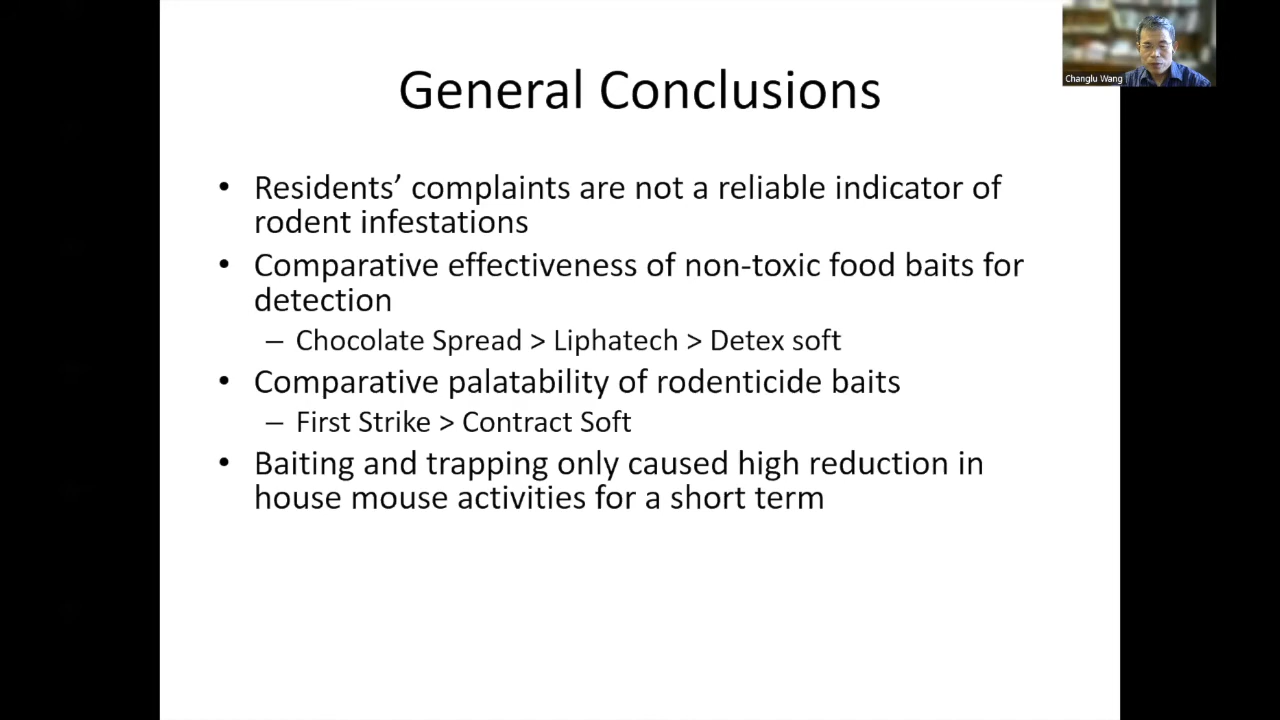 General Conclusions
Changlu Wang
• Residents’ complaints are not a reliable indicator of
rodent infestations
• Comparative effectiveness of non-toxic food baits for
detection
– Chocolate Spread > Liphatech > Detex soft
• Comparative palatability of rodenticide baits
– First Strike > Contract Soft
• Baiting and trapping only caused high reduction in
house mouse activities for a short term